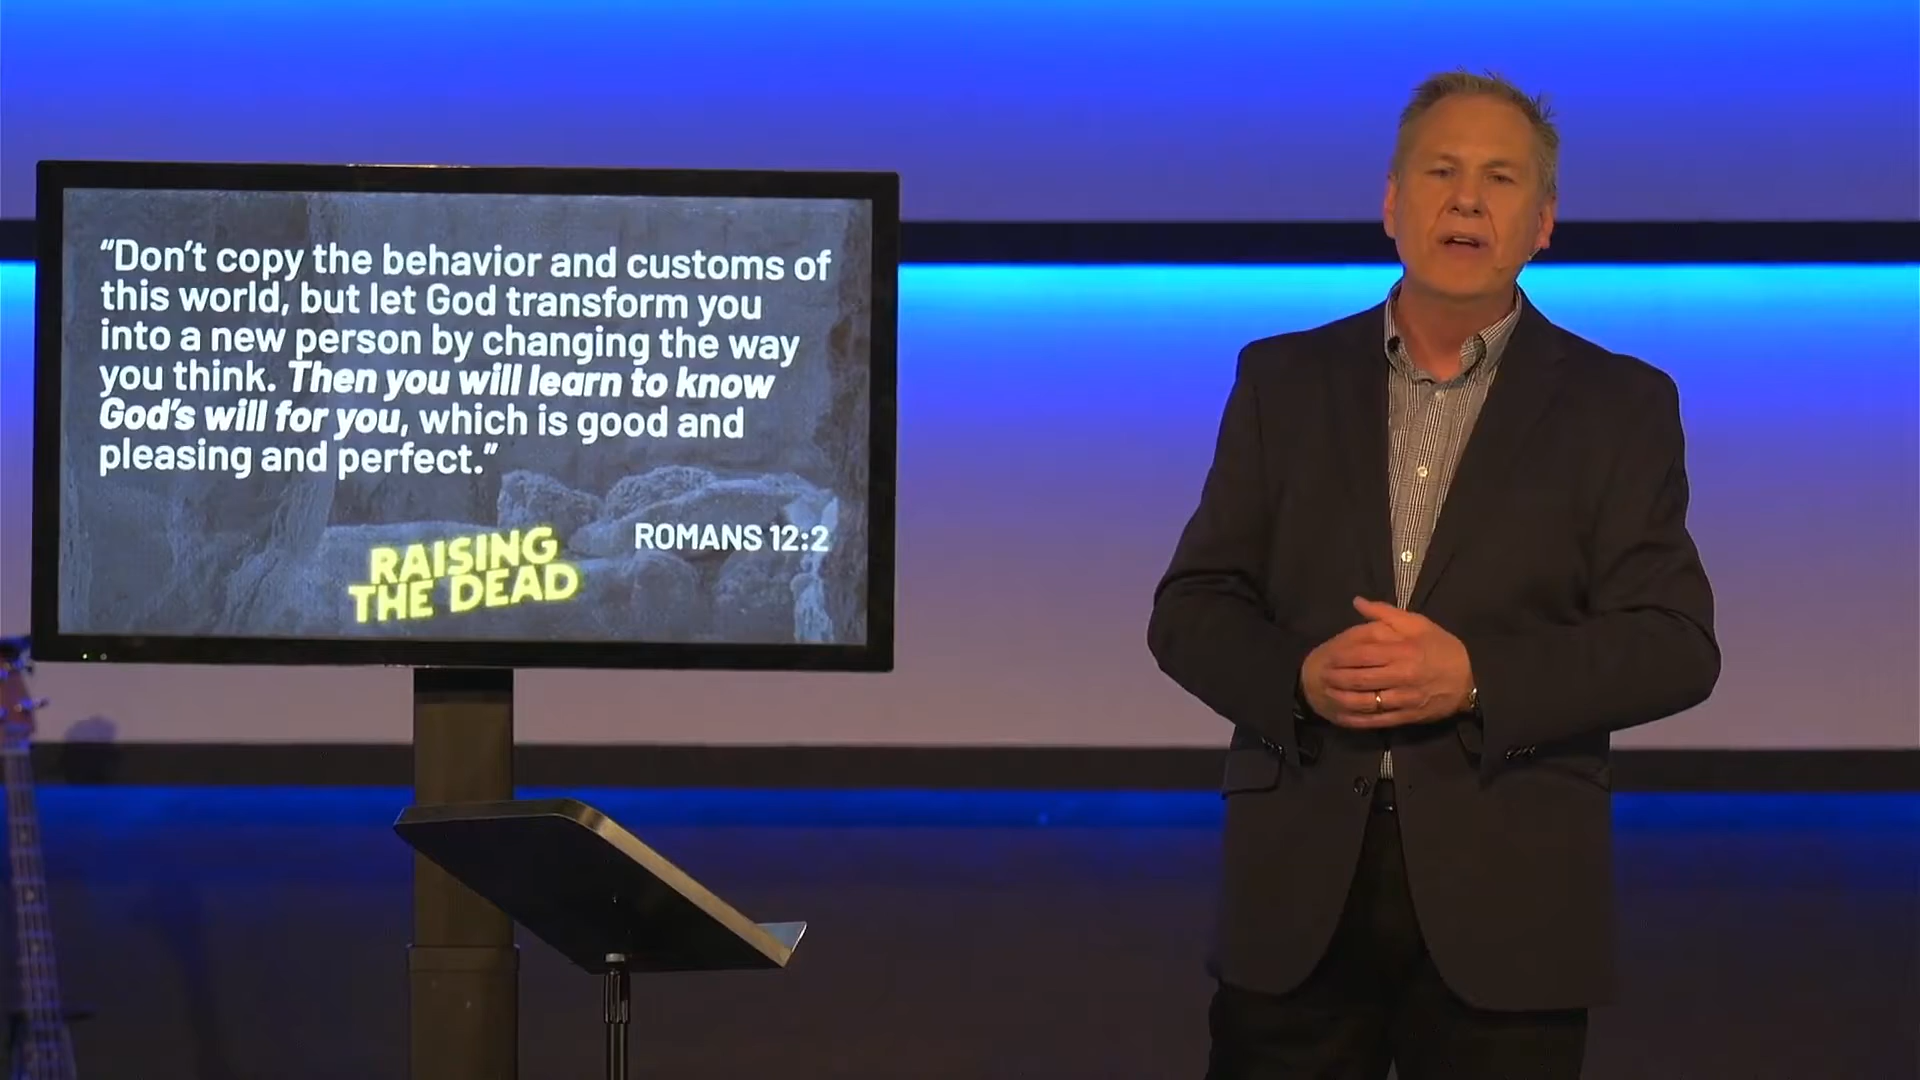 “Don’t copy the behavior and customs of
this world, but let God transform you
into a new person by changing the way
you think. Then you will learn to know
God’s will for you, which is good and
pleasing and perfect.”
ROMANS 12:2
RAISING
THE DEAD